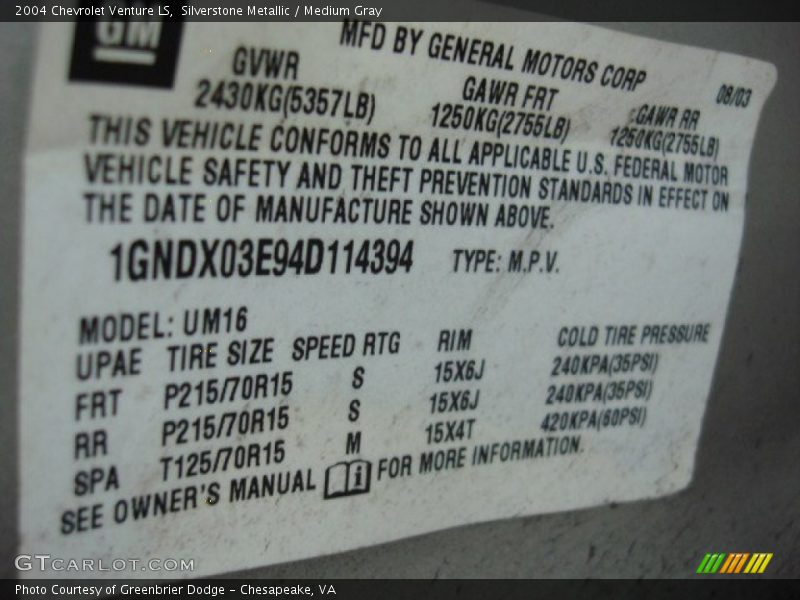 2004 Chevrolet Venture LS, Silverstone Metallic / Medium Gray
GM
MFD BY GENERAL MOTORS CORP
GVWR GAWR FRT GAWR RR 08/03
2430KG(5357LB) 1250KG(2755LB) 1250KG(2755LB)
THIS VEHICLE CONFORMS TO ALL APPLICABLE U.S. FEDERAL MOTOR
VEHICLE SAFETY AND THEFT PREVENTION STANDARDS IN EFFECT ON
THE DATE OF MANUFACTURE SHOWN ABOVE.
1GNDX03E94D114394 TYPE: M.P.V.
MODEL: UM16
UPAE TIRE SIZE SPEED RTG RIM COLD TIRE PRESSURE
FRT P215/70R15 S 15X6J 240KPA(35PSI)
RR P215/70R15 S 15X6J 240KPA(35PSI)
SPA T125/70R15 M 15X4T 420KPA(60PSI)
SEE OWNER'S MANUAL i FOR MORE INFORMATION.
GTCARLOT.COM
Photo Courtesy of Greenbrier Dodge – Chesapeake, VA